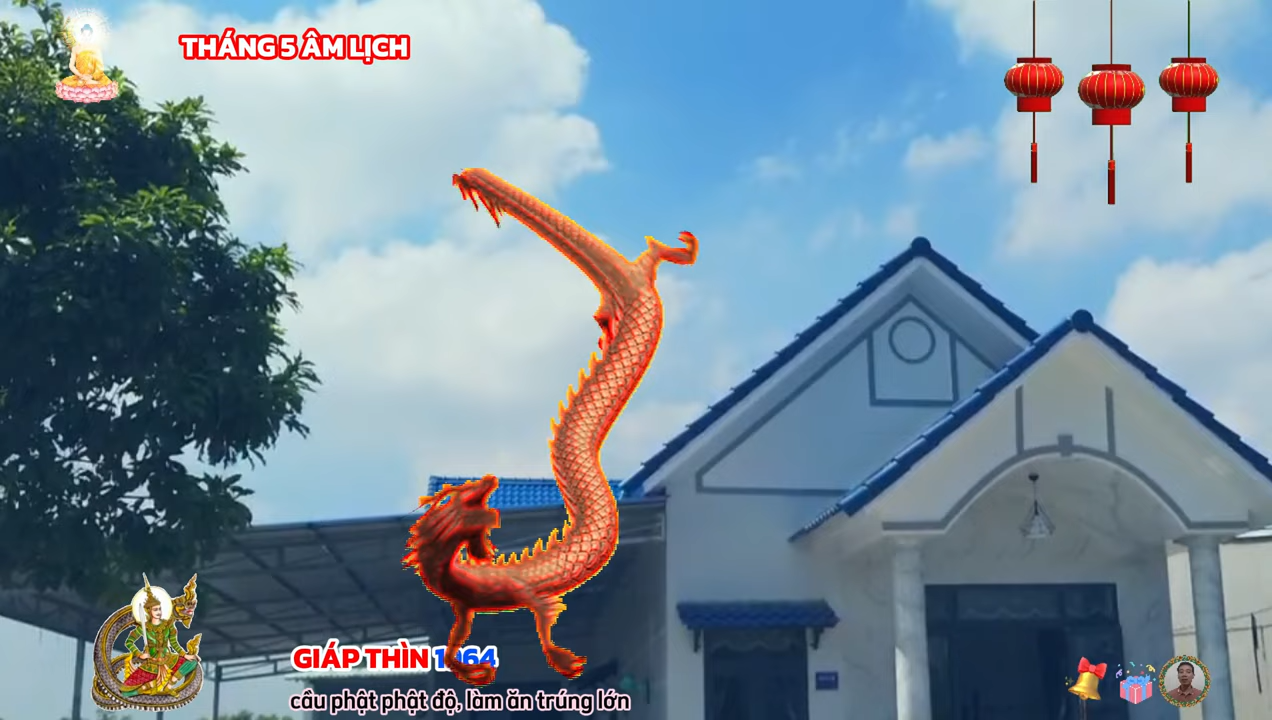 THÁNG 5 ÂM LỊCH
GIÁP THÌN 1964
cầu phật phật độ, làm ăn trúng lớn